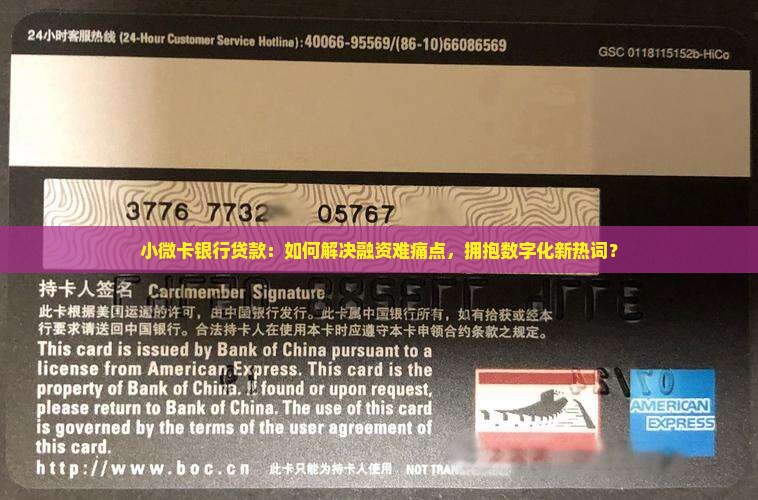 24小时客服热线 (24-Hour Customer Service Hotline):40066-95569/(86-10)66086569
GSC 0118115152b-HiCo
3776 7732 05767
小微卡银行贷款：如何解决融资难痛点，拥抱数字化新热词？
持卡人签名 Cardmember Signature
此卡根据美国运通的许可，由中国银行发行。此卡属中国银行所有，如有拾获或经本
行要求请送回中国银行。合法持卡人在使用本卡时应遵守本卡申领合约条款之规定。
This card is issued by Bank of China pursuant to a
license from American Express. This card is the
property of Bank of China. If found or upon request,
please return to Bank of China. The use of this card
is governed by the terms of the user agreement of
this card.
AMERICAN
EXPRESS
http://www.boc.cn 此卡只能为持卡人使用 NOT